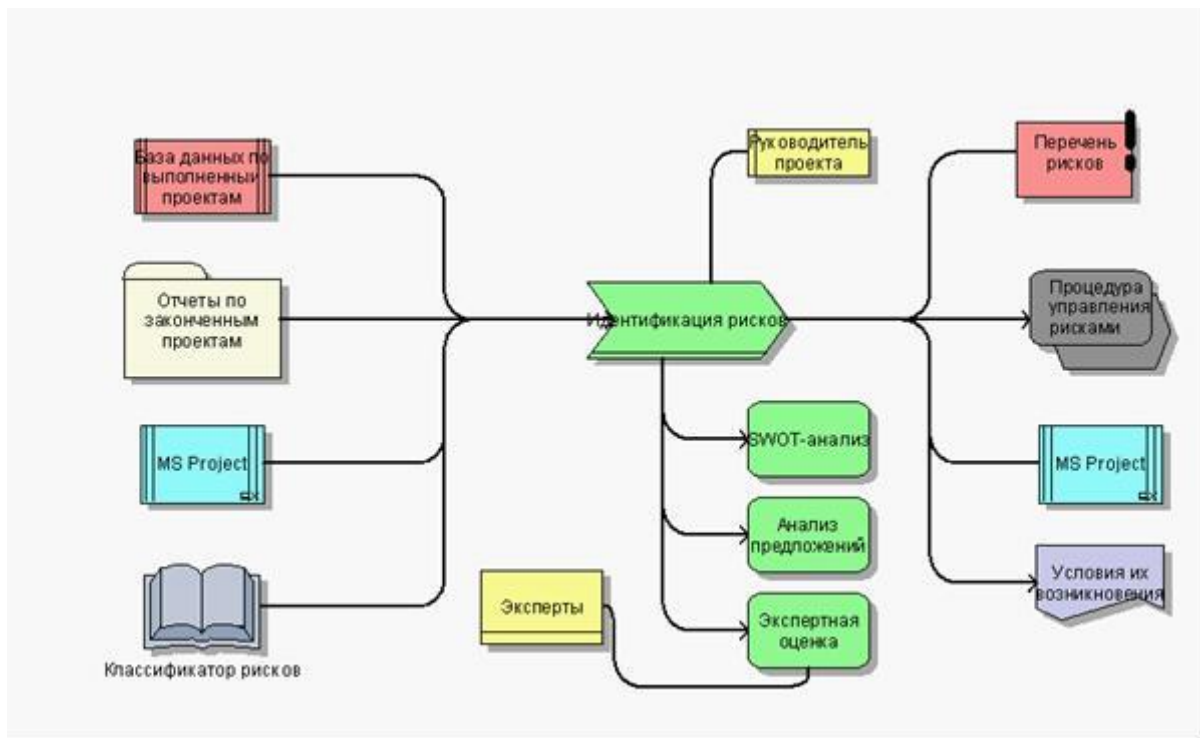 База данных по
выполненным
проектам
Отчеты по
законченным
проектам
MS Project
Классификатор рисков
Руководитель
проекта
Идентификация рисков
SWOT-анализ
Анализ
предложений
Эксперты
Экспертная
оценка
Перечень
рисков
Процедура
управления
рисками
MS Project
Условия их
возникновения